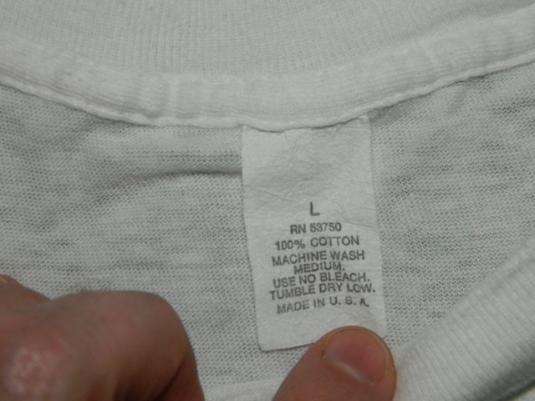 L
RN 53750
100% COTTON
MACHINE WASH
MEDIUM.
USE NO BLEACH.
TUMBLE DRY LOW.
MADE IN U. S. A.